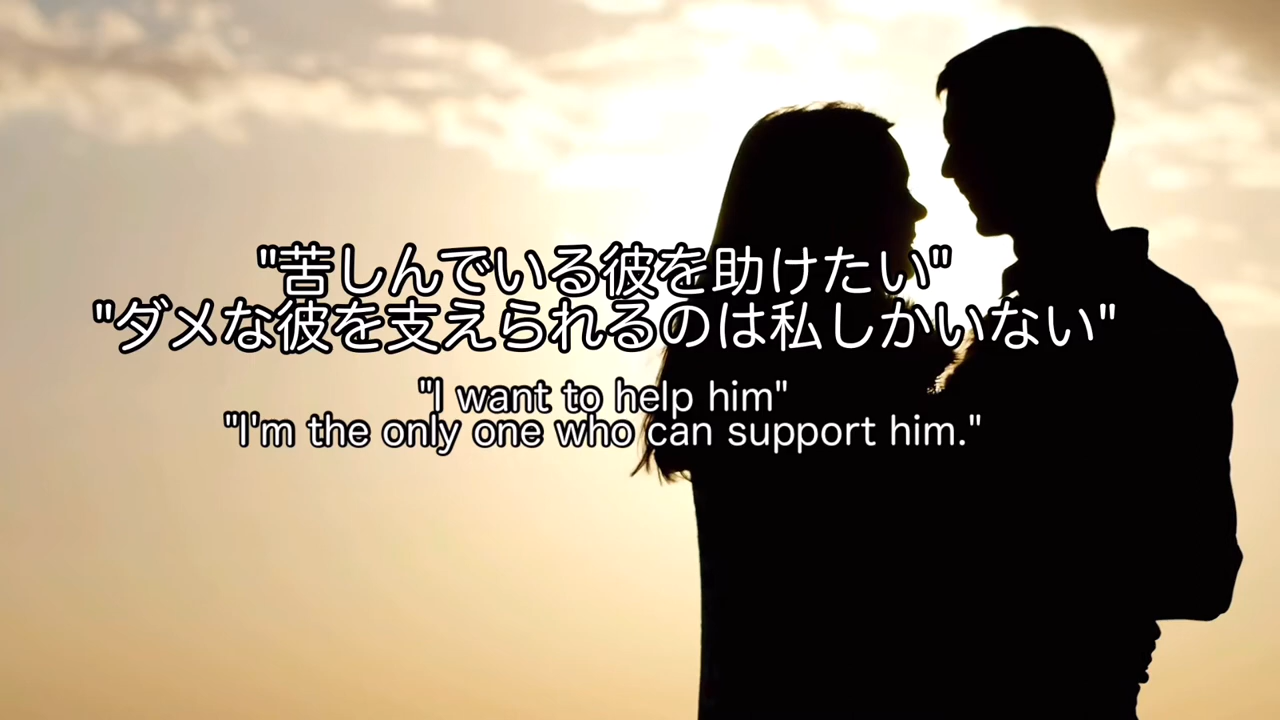 "苦しんでいる彼を助けたい"
"ダメな彼を支えられるのは私しかいない"
"I want to help him"
"I'm the only one who can support him."